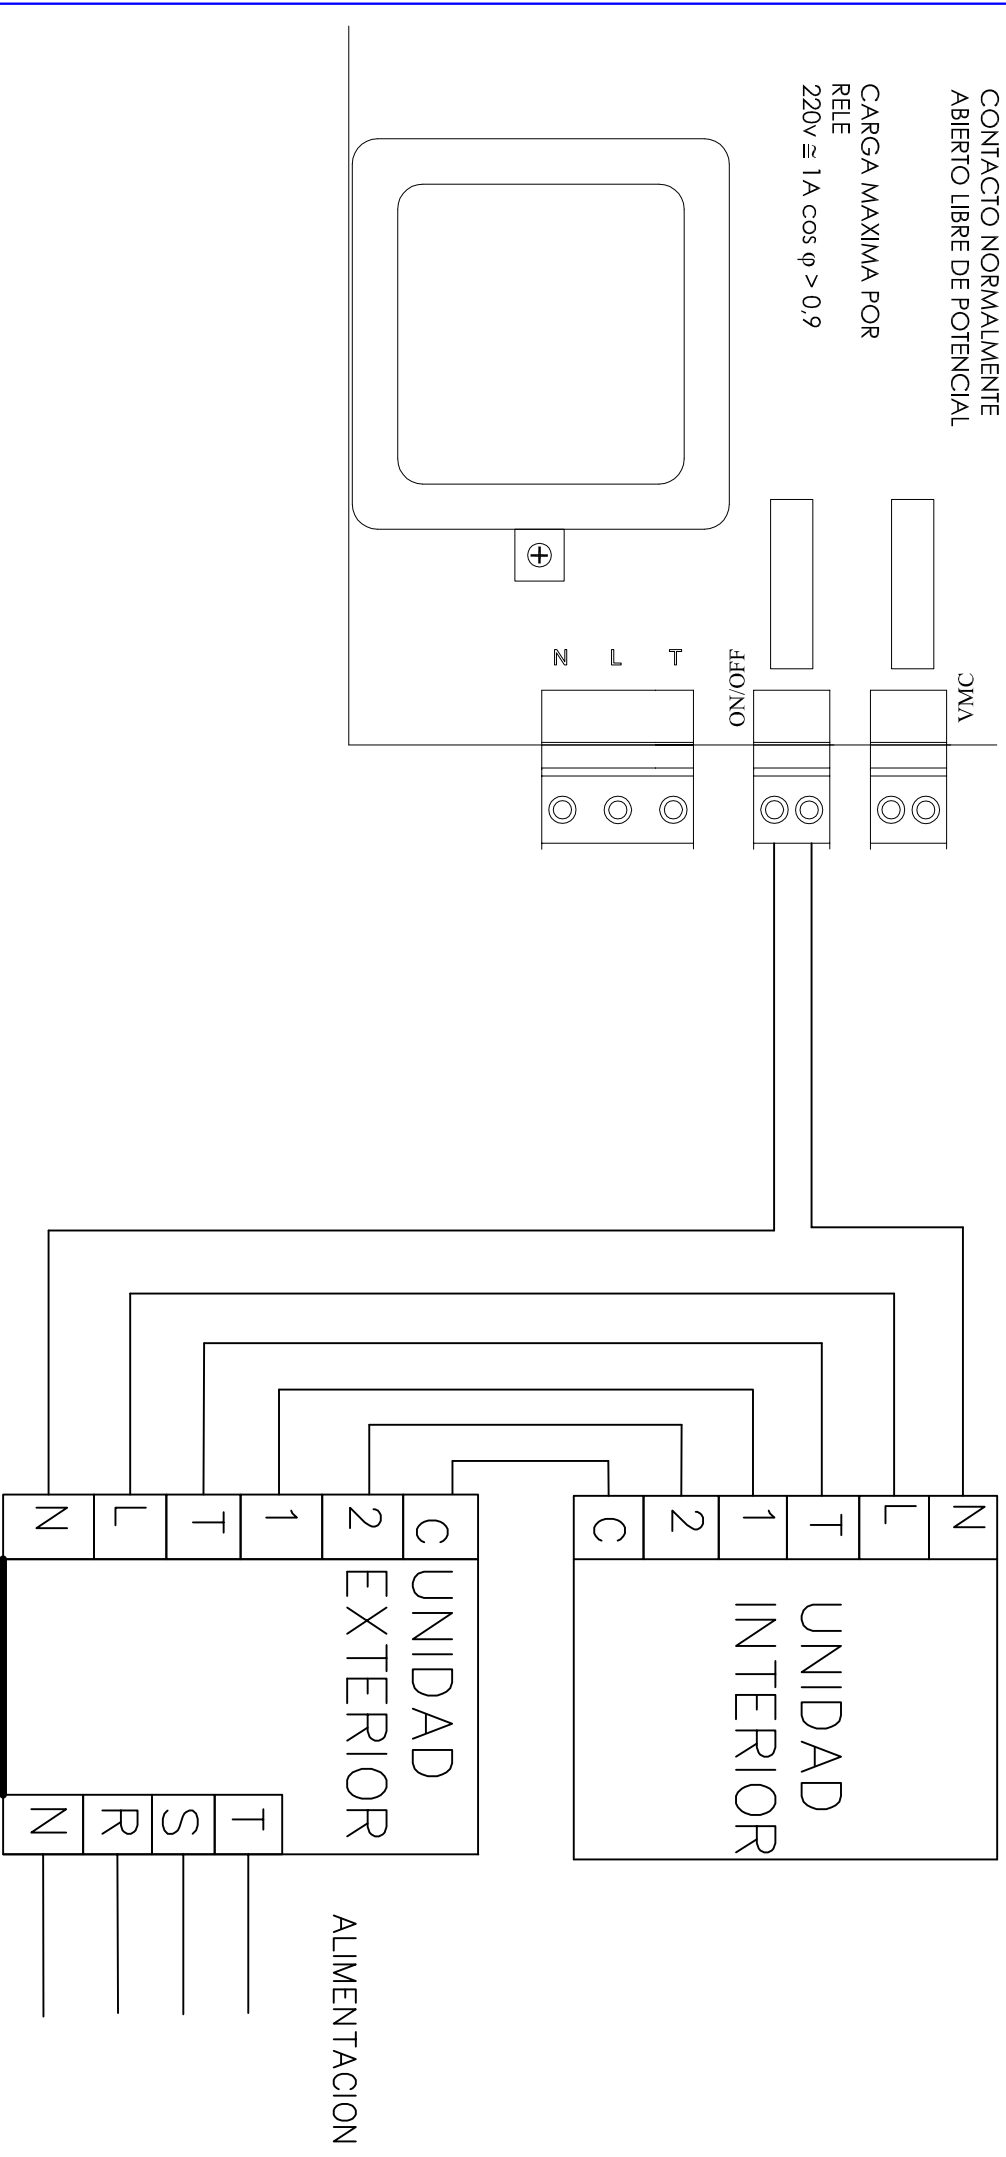 CONTACTO NORMALMENTE
ABIERTO LIBRE DE POTENCIAL
CARGA MAXIMA POR
RELE
220v ≅ 1A cos φ > 0,9
VMC
ON/OFF
T
L
N
N
L
T
1
2
C
UNIDAD
INTERIOR
C
2
1
T
L
N
UNIDAD
EXTERIOR
T
S
R
N
ALIMENTACION